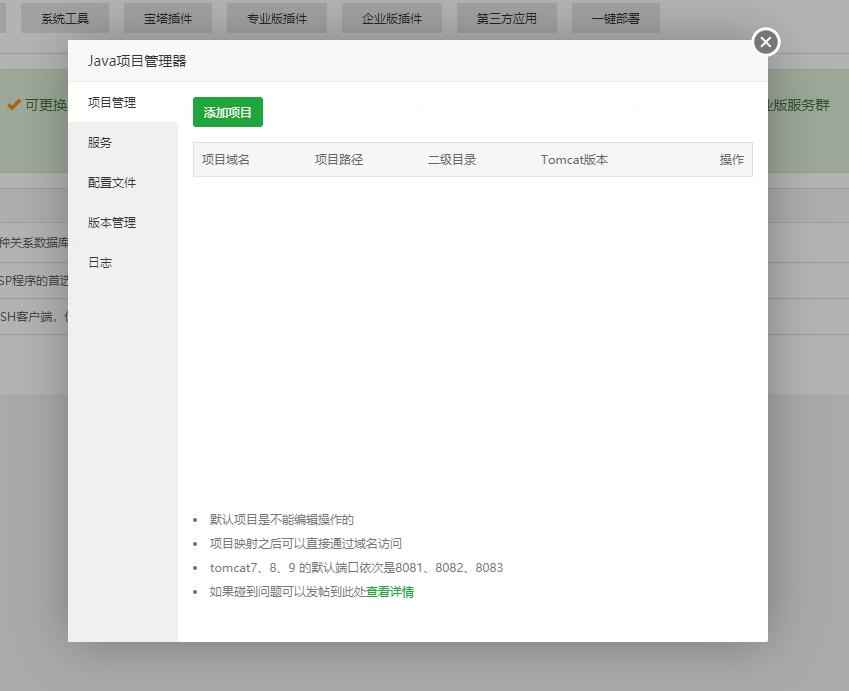 系统工具 宝塔插件 专业版插件 企业版插件 第三方应用 一键部署
Java项目管理器
可更换
业版服务群
项目管理
服务
配置文件
版本管理
日志
添加项目
项目域名 项目路径 二级目录 Tomcat版本 操作
种关系数据库
SP程序的首选
SH客户端，
默认项目是不能编辑操作的
项目映射之后可以直接通过域名访问
tomcat7、8、9 的默认端口依次是8081、8082、8083
如果碰到问题可以发帖到此处查看详情